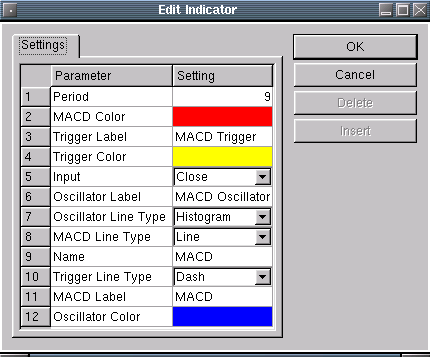 Edit Indicator
Settings
OK
Cancel
Delete
Insert
Parameter Setting
1 Period 9
2 MACD Color
3 Trigger Label MACD Trigger
4 Trigger Color
5 Input Close
6 Oscillator Label MACD Oscillator
7 Oscillator Line Type Histogram
8 MACD Line Type Line
9 Name MACD
10 Trigger Line Type Dash
11 MACD Label MACD
12 Oscillator Color